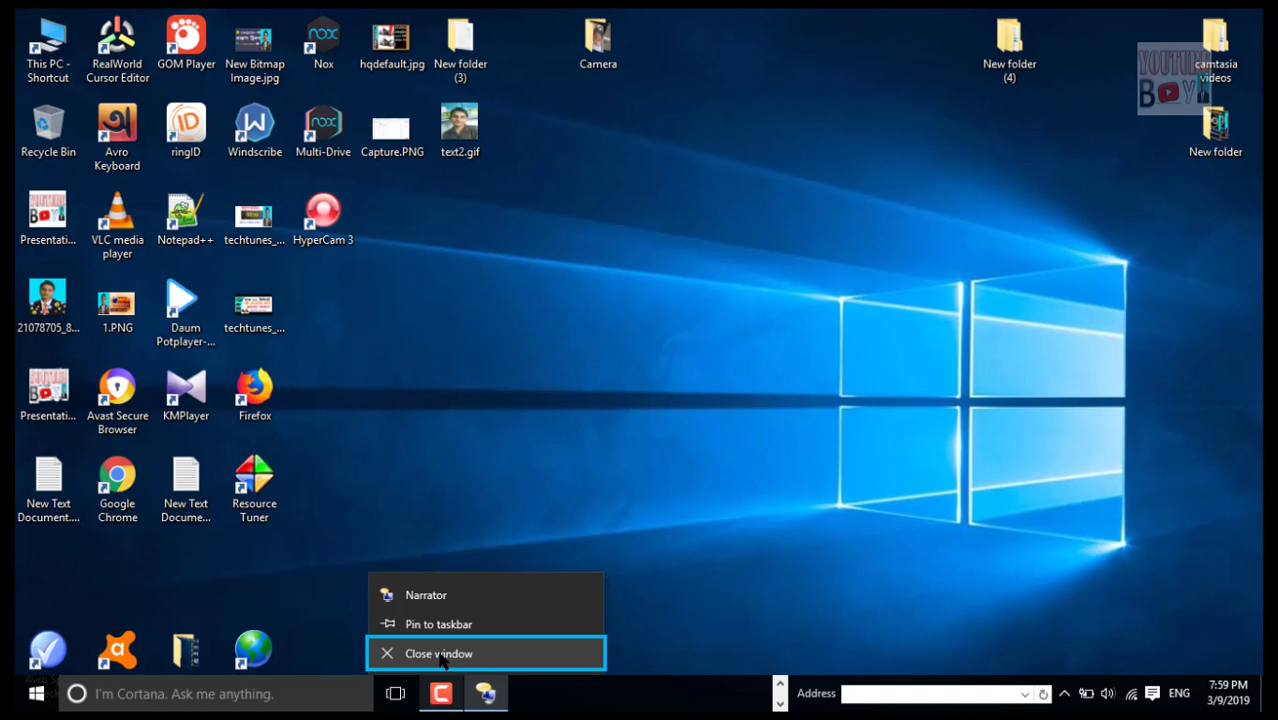 This PC -
Shortcut
RealWorld
Cursor Editor
GOM Player
New Bitmap
Image.jpg
Nox
hqdefault.jpg
New folder
(3)
Camera
New folder
(4)
camtasia
videos
YOUTUBE
BOY
Recycle Bin
Avro
Keyboard
ringID
Windscribe
Multi-Drive
Capture.PNG
text2.gif
New folder
Presentati...
VLC media
player
Notepad++
techtunes_...
HyperCam 3
21078705_8...
1.PNG
Daum
Potplayer-...
techtunes_...
Presentati...
Avast Secure
Browser
KMPlayer
Firefox
New Text
Document....
Google
Chrome
New Text
Docume...
Resource
Tuner
Narrator
Pin to taskbar
Close window
I'm Cortana. Ask me anything.
Address
ENG
7:59 PM
3/9/2019